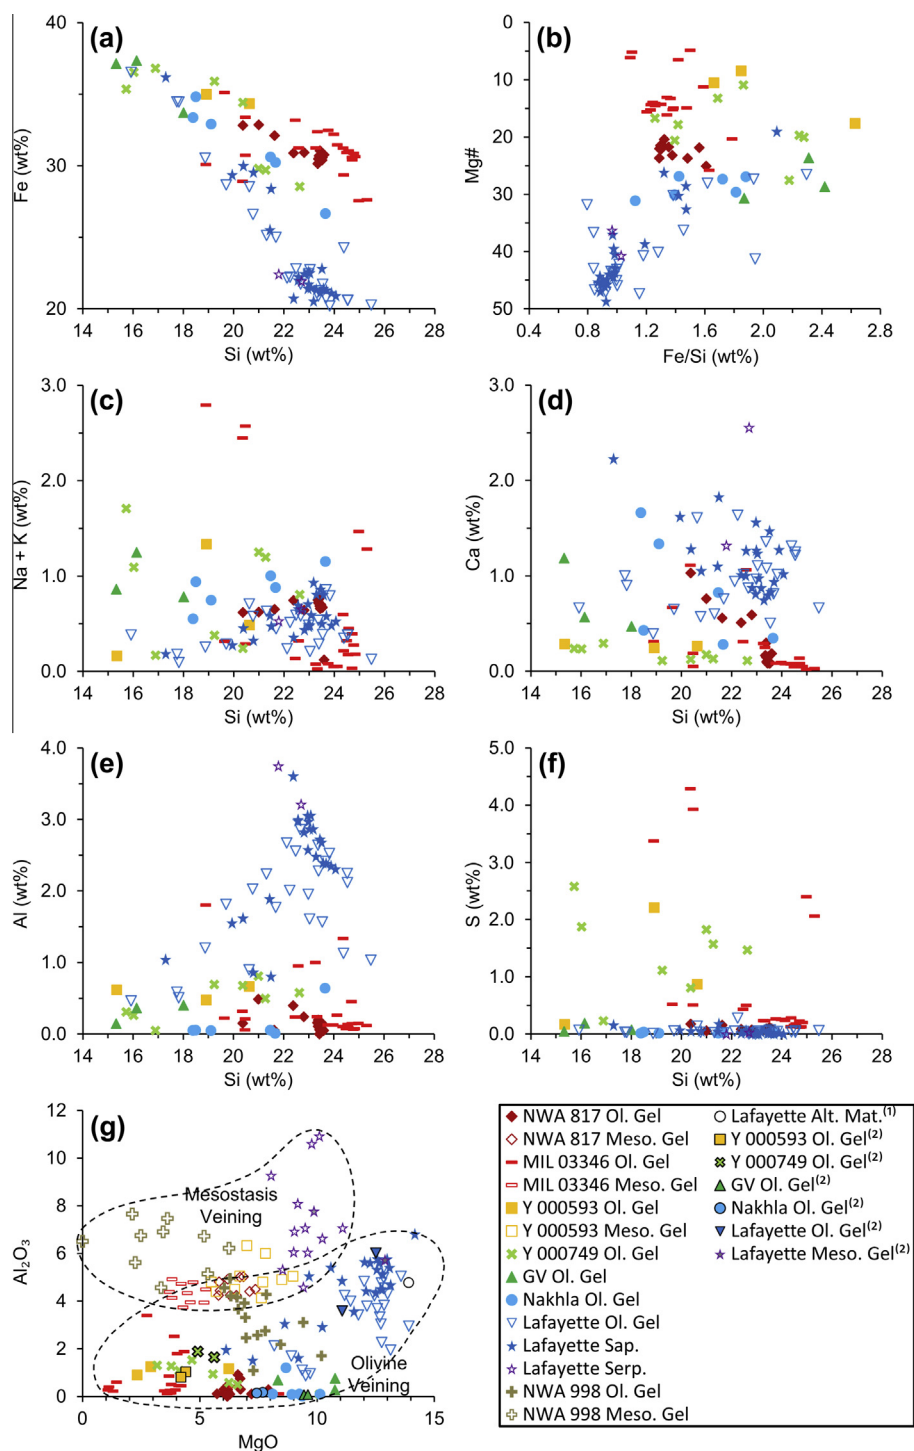 (a)
Fe (wt%)
40
30
20
14 16 18 20 22 24 26 28
Si (wt%)
(b)
Mg#
0
10
20
30
40
50
0.4 0.8 1.2 1.6 2.0 2.4 2.8
Fe/Si (wt%)
(c)
Na + K (wt%)
3.0
2.0
1.0
0.0
14 16 18 20 22 24 26 28
Si (wt%)
(d)
Ca (wt%)
3.0
2.0
1.0
0.0
14 16 18 20 22 24 26 28
Si (wt%)
(e)
Al (wt%)
4.0
3.0
2.0
1.0
0.0
14 16 18 20 22 24 26 28
Si (wt%)
(f)
S (wt%)
5.0
4.0
3.0
2.0
1.0
0.0
14 16 18 20 22 24 26 28
Si (wt%)
(g)
Al₂O₃
12
10
8
6
4
2
0
0 5 10 15
MgO
Mesostasis
Veining
Olivine
Veining
NWA 817 Ol. Gel
NWA 817 Meso. Gel
MIL 03346 Ol. Gel
MIL 03346 Meso. Gel
Y 000593 Ol. Gel
Y 000593 Meso. Gel
Y 000749 Ol. Gel
GV Ol. Gel
Nakhla Ol. Gel
Lafayette Ol. Gel
Lafayette Sap.
Lafayette Serp.
NWA 998 Ol. Gel
NWA 998 Meso. Gel
Lafayette Alt. Mat.⁽¹⁾
Y 000593 Ol. Gel⁽²⁾
Y 000749 Ol. Gel⁽²⁾
GV Ol. Gel⁽²⁾
Nakhla Ol. Gel⁽²⁾
Lafayette Ol. Gel⁽²⁾
Lafayette Meso. Gel⁽²⁾